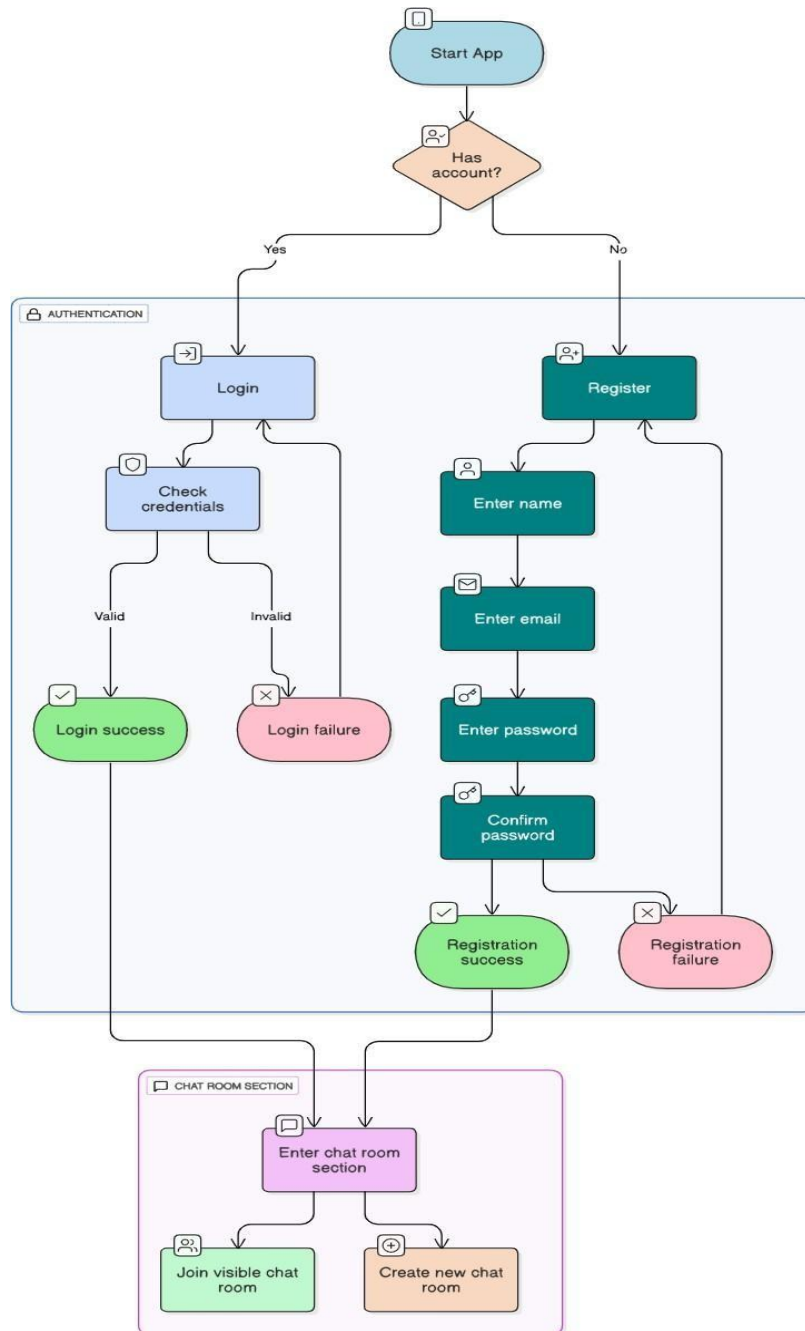 Start App
Has
account?
Yes
No
AUTHENTICATION
Login
Register
Check
credentials
Enter name
Enter email
Valid
Invalid
Login success
Login failure
Enter password
Confirm
password
Registration
success
Registration
failure
CHAT ROOM SECTION
Enter chat room
section
Join visible chat
room
Create new chat
room